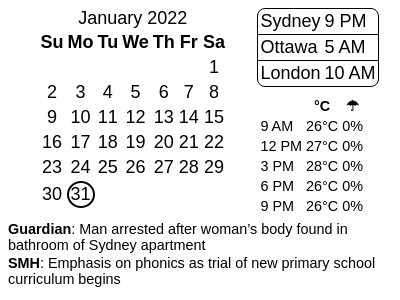 January 2022
Su Mo Tu We Th Fr Sa
1
2 3 4 5 6 7 8
9 10 11 12 13 14 15
16 17 18 19 20 21 22
23 24 25 26 27 28 29
30 31
Sydney 9 PM
Ottawa 5 AM
London 10 AM
°C ☂
9 AM 26°C 0%
12 PM 27°C 0%
3 PM 28°C 0%
6 PM 26°C 0%
9 PM 26°C 0%
Guardian: Man arrested after woman’s body found in
bathroom of Sydney apartment
SMH: Emphasis on phonics as trial of new primary school
curriculum begins